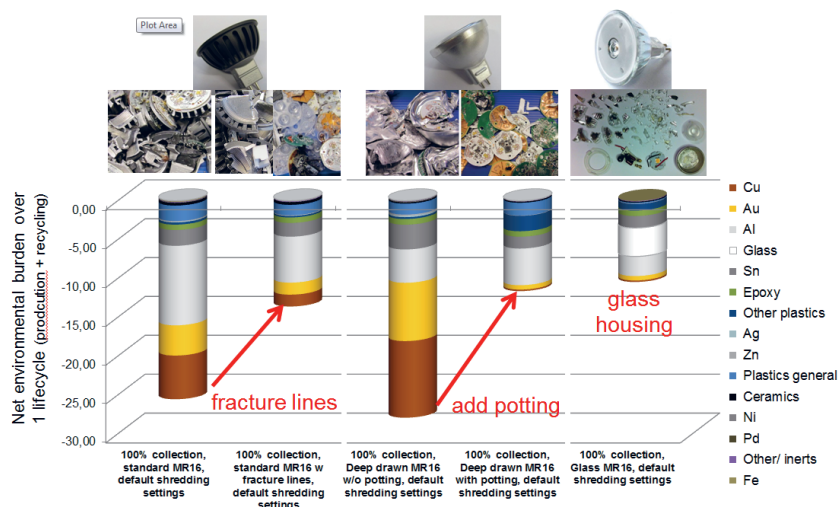 Plot Area
Net environmental burden over
1 lifecycle (prodcution + recycling)
0,00
-5,00
-10,00
-15,00
-20,00
-25,00
-30,00
fracture lines
add potting
glass
housing
100% collection,
standard MR16,
default shredding
settings
100% collection,
standard MR16 w
fracture lines,
default shredding
settings
100% collection,
Deep drawn MR16
w/o potting, default
shredding settings
100% collection,
Deep drawn MR16
with potting, default
shredding settings
100% collection,
Glass MR16, default
shredding settings
Cu
Au
Al
Glass
Sn
Epoxy
Other plastics
Ag
Zn
Plastics general
Ceramics
Ni
Pd
Other/ inerts
Fe